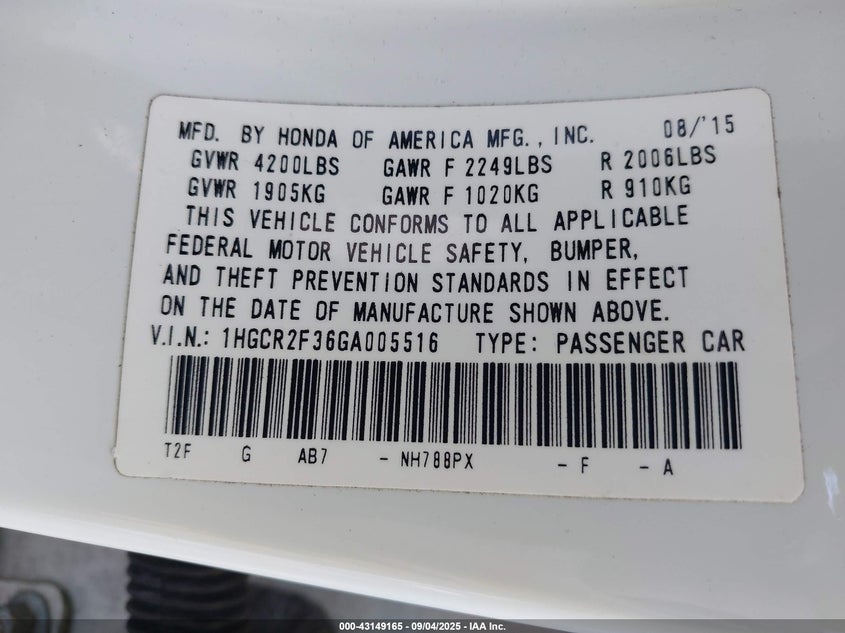 MFD. BY HONDA OF AMERICA MFG., INC. 08/'15
GVWR 4200LBS GAWR F 2249LBS R 2006LBS
GVWR 1905KG GAWR F 1020KG R 910KG
THIS VEHICLE CONFORMS TO ALL APPLICABLE
FEDERAL MOTOR VEHICLE SAFETY, BUMPER,
AND THEFT PREVENTION STANDARDS IN EFFECT
ON THE DATE OF MANUFACTURE SHOWN ABOVE.
V.I.N.: 1HGCR2F36GA005516 TYPE: PASSENGER CAR
T2F G AB7 - NH788PX - F - A
000-43149165 - 09/04/2025 - IAA Inc.